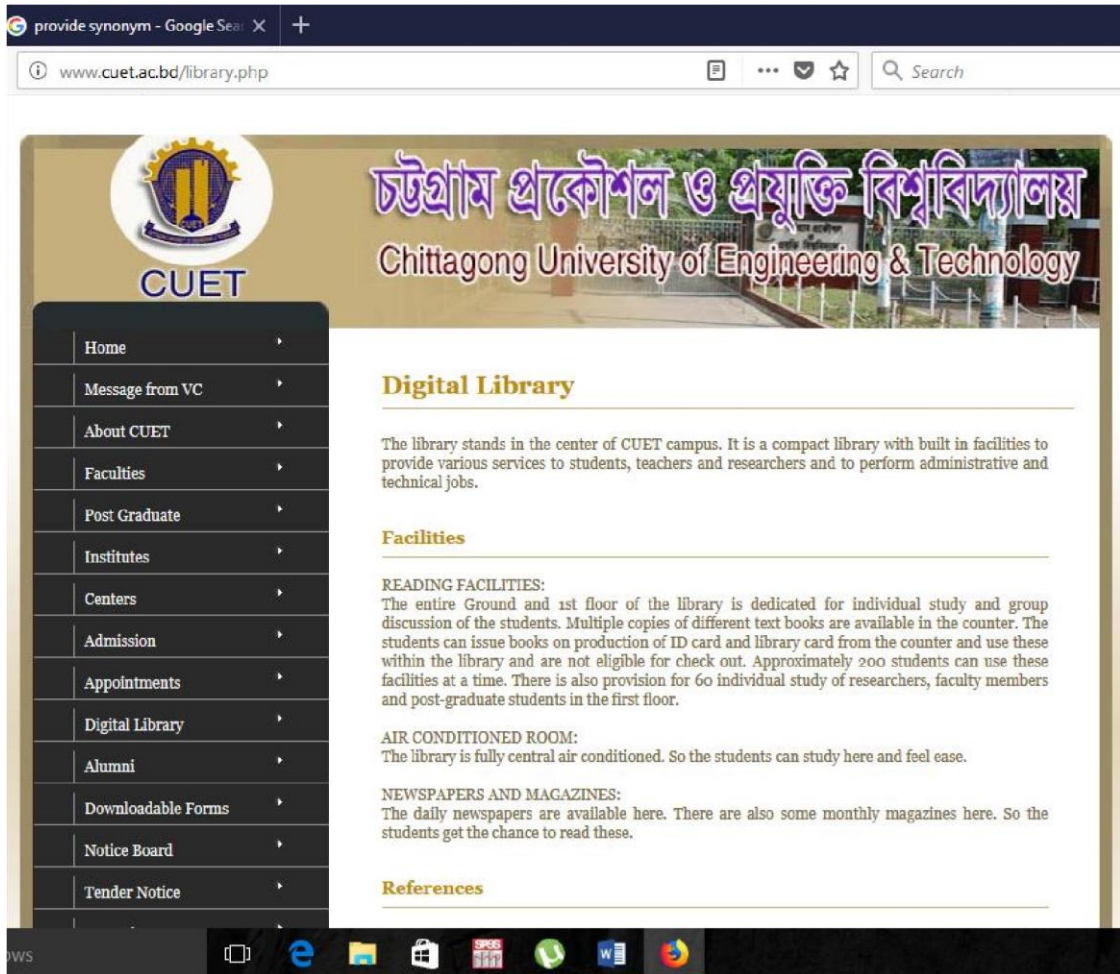 provide synonym - Google Sea
www.cuet.ac.bd/library.php
Search
CUET
CUET
চট্টগ্রাম প্রকৌশল ও প্রযুক্তি বিশ্ববিদ্যালয়
Chittagong University of Engineering & Technology
Home
Message from VC
About CUET
Faculties
Post Graduate
Institutes
Centers
Admission
Appointments
Digital Library
Alumni
Downloadable Forms
Notice Board
Tender Notice
Digital Library
The library stands in the center of CUET campus. It is a compact library with built in facilities to
provide various services to students, teachers and researchers and to perform administrative and
technical jobs.
Facilities
READING FACILITIES:
The entire Ground and 1st floor of the library is dedicated for individual study and group
discussion of the students. Multiple copies of different text books are available in the counter. The
students can issue books on production of ID card and library card from the counter and use these
within the library and are not eligible for check out. Approximately 200 students can use these
facilities at a time. There is also provision for 60 individual study of researchers, faculty members
and post-graduate students in the first floor.
AIR CONDITIONED ROOM:
The library is fully central air conditioned. So the students can study here and feel ease.
NEWSPAPERS AND MAGAZINES:
The daily newspapers are available here. There are also some monthly magazines here. So the
students get the chance to read these.
References
ows
SPSS